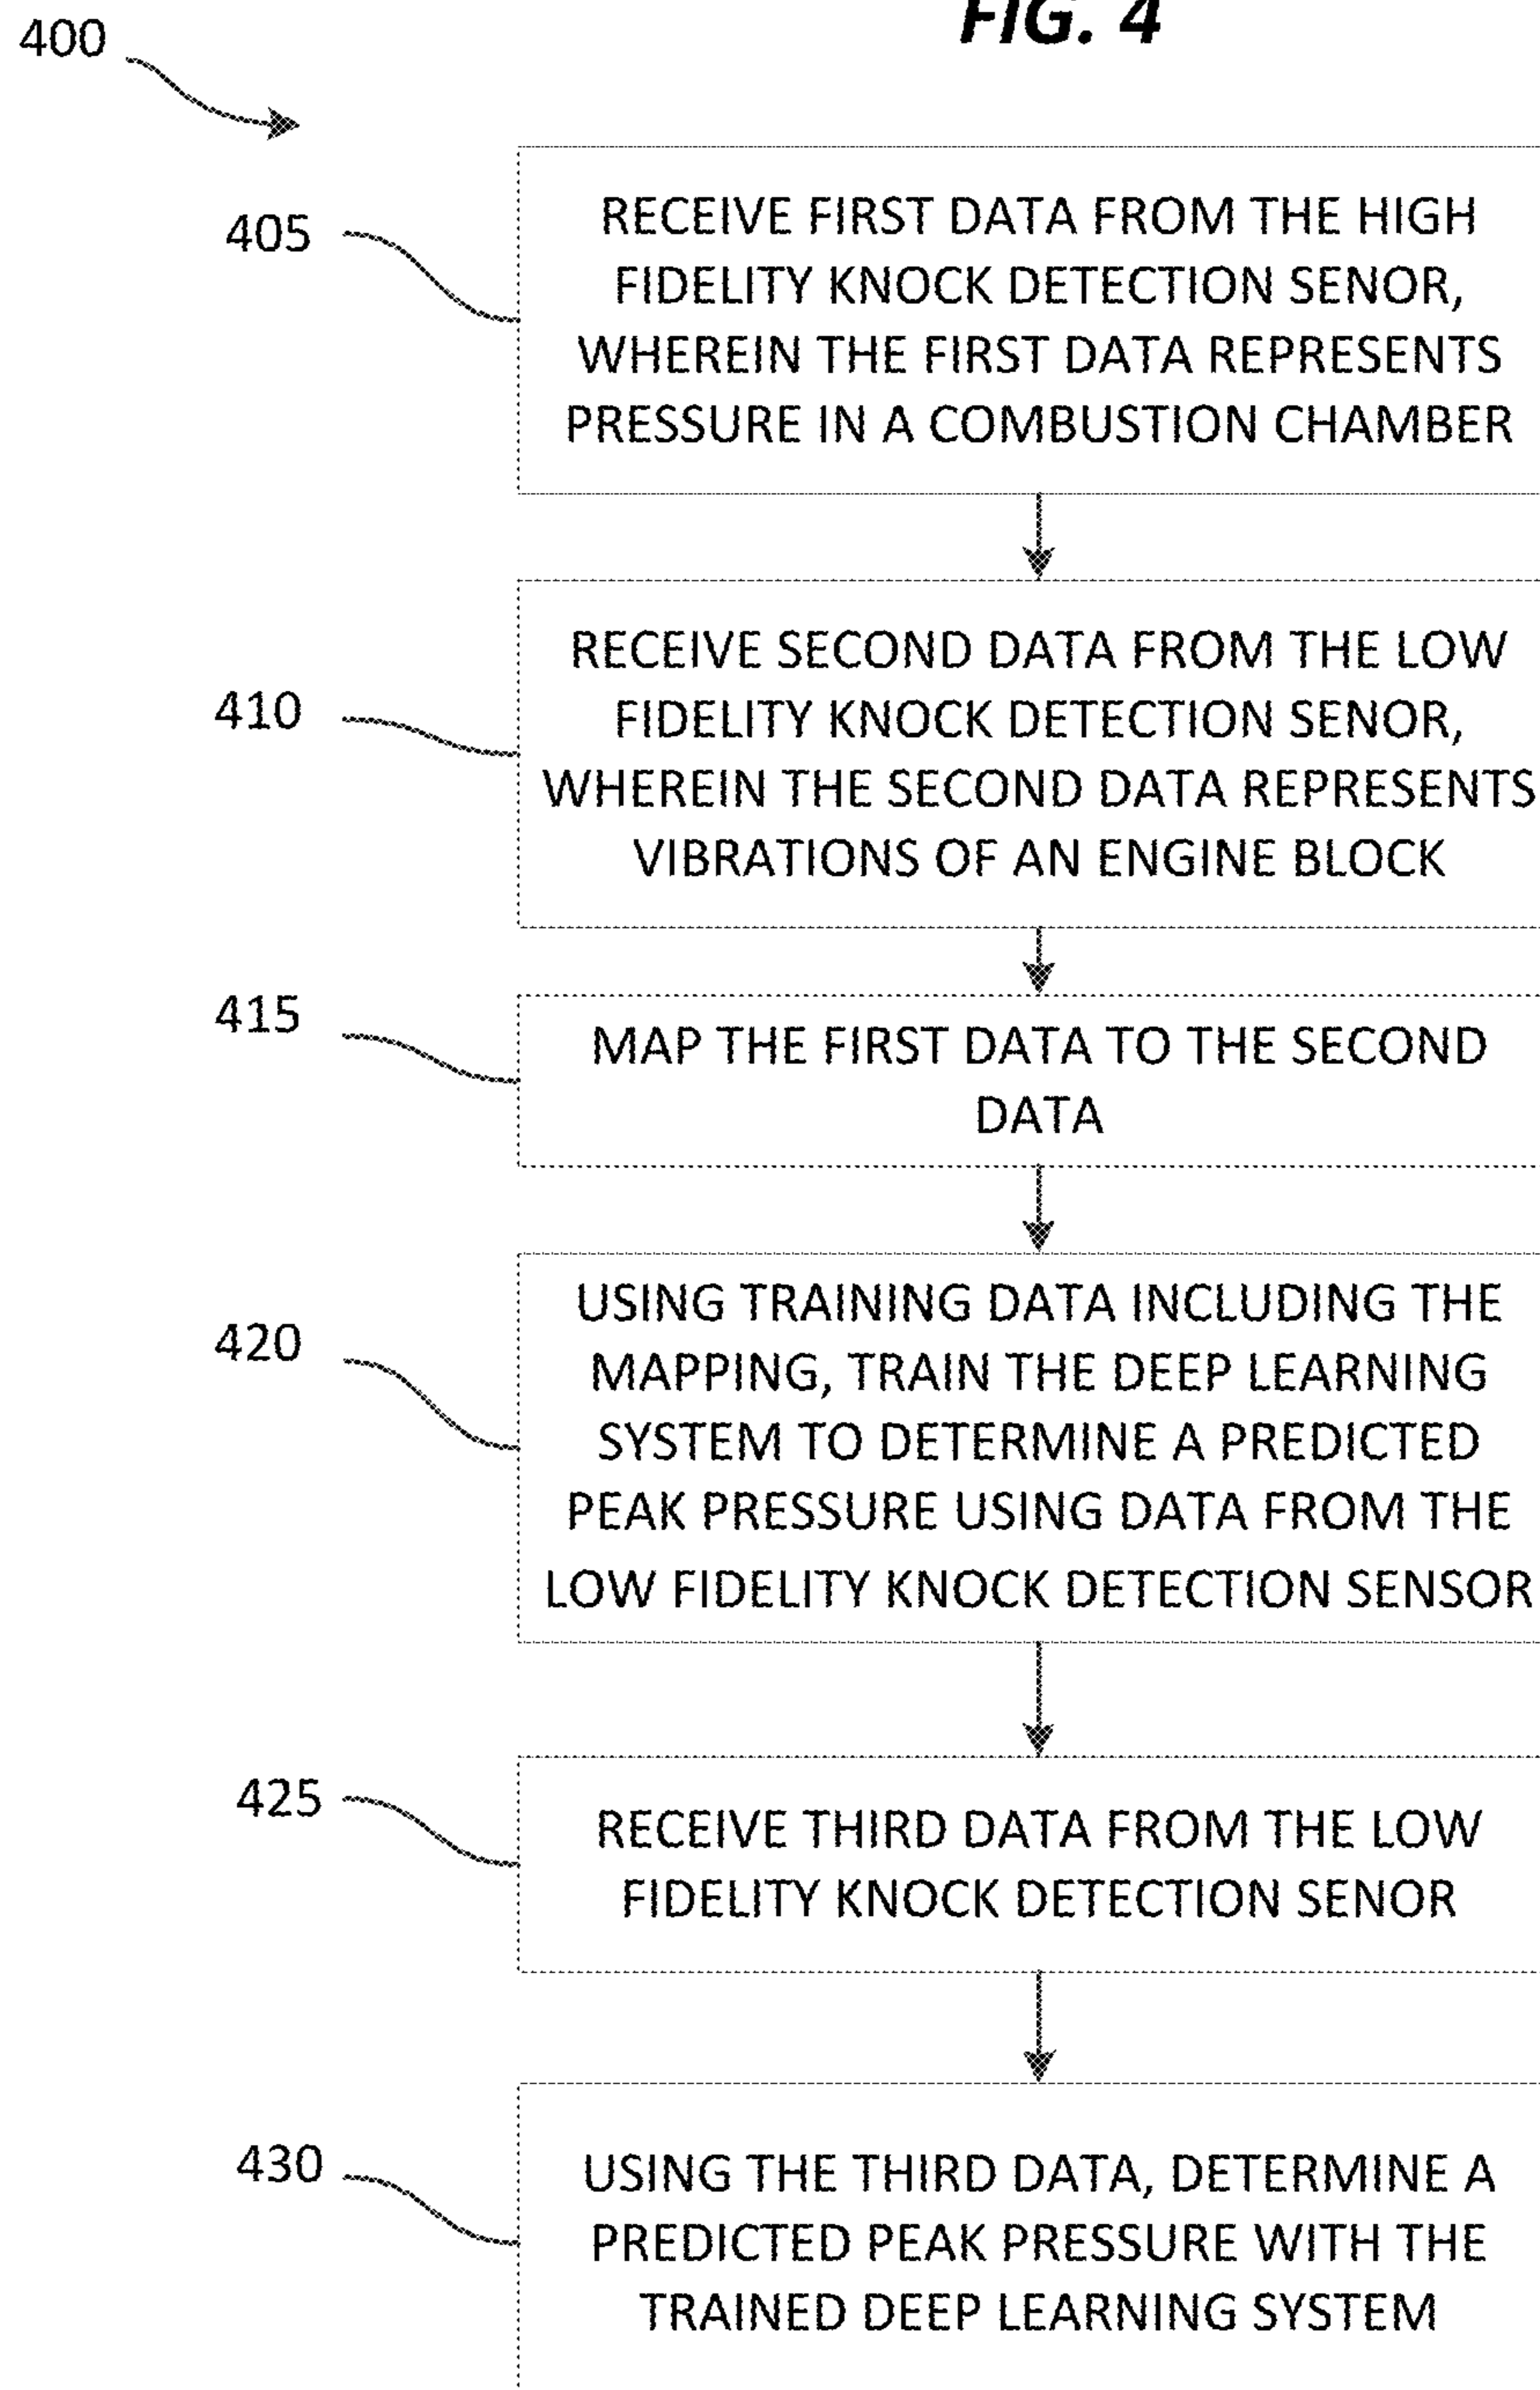 FIG. 4
400
405
RECEIVE FIRST DATA FROM THE HIGH
FIDELITY KNOCK DETECTION SENOR,
WHEREIN THE FIRST DATA REPRESENTS
PRESSURE IN A COMBUSTION CHAMBER
410
RECEIVE SECOND DATA FROM THE LOW
FIDELITY KNOCK DETECTION SENOR,
WHEREIN THE SECOND DATA REPRESENTS
VIBRATIONS OF AN ENGINE BLOCK
415
MAP THE FIRST DATA TO THE SECOND
DATA
420
USING TRAINING DATA INCLUDING THE
MAPPING, TRAIN THE DEEP LEARNING
SYSTEM TO DETERMINE A PREDICTED
PEAK PRESSURE USING DATA FROM THE
LOW FIDELITY KNOCK DETECTION SENSOR
425
RECEIVE THIRD DATA FROM THE LOW
FIDELITY KNOCK DETECTION SENOR
430
USING THE THIRD DATA, DETERMINE A
PREDICTED PEAK PRESSURE WITH THE
TRAINED DEEP LEARNING SYSTEM